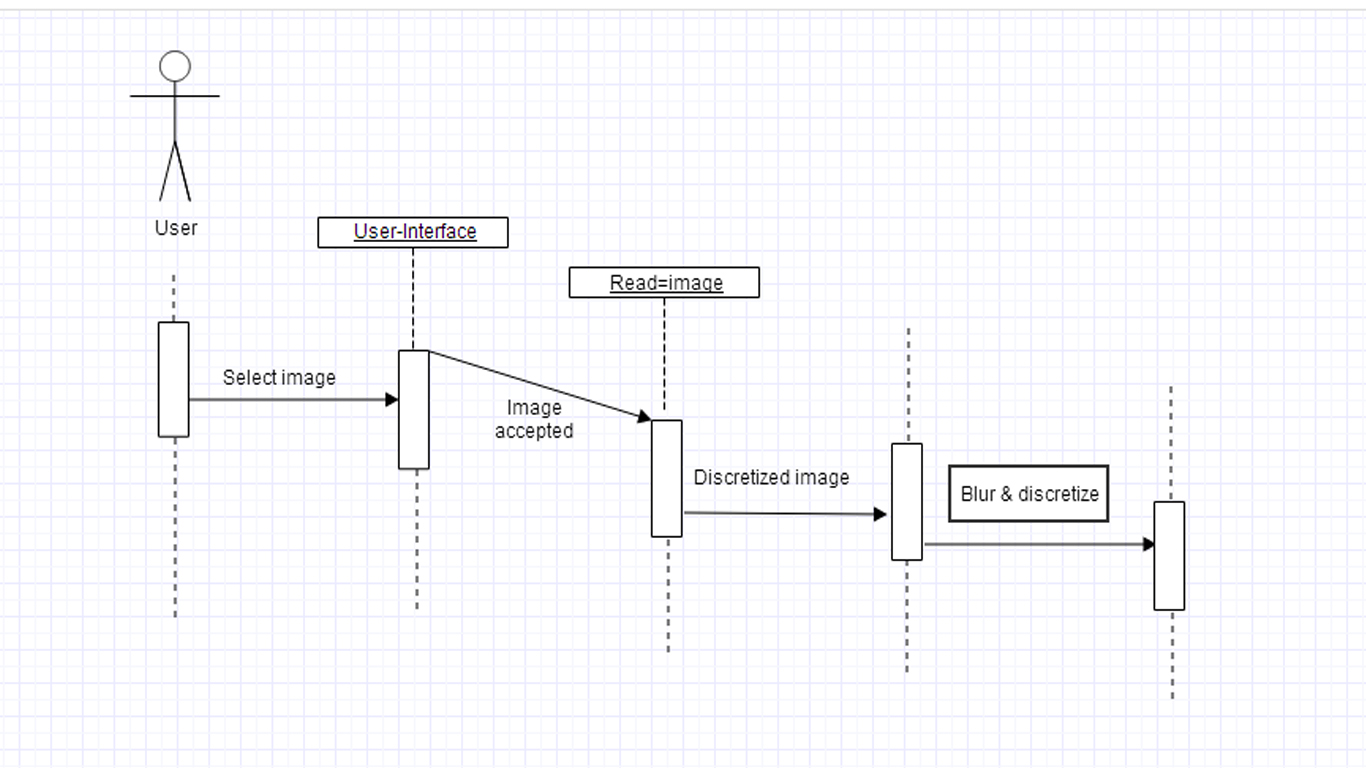 User
User-Interface
Read=image
Select image
Image
accepted
Discretized image
Blur & discretize